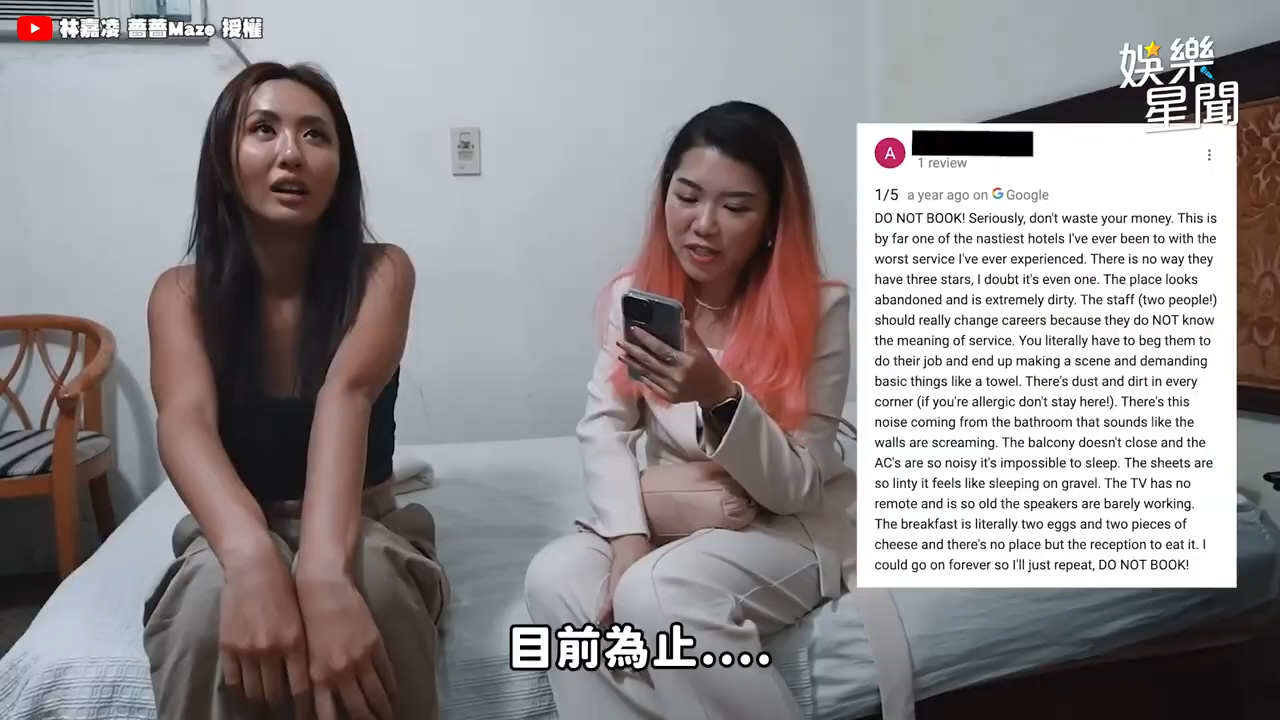 林嘉凌 薔薔Maze 授權
娛樂
星聞
A
1 review
1/5 a year ago on Google
DO NOT BOOK! Seriously, don't waste your money. This is
by far one of the nastiest hotels I've ever been to with the
worst service I've ever experienced. There is no way they
have three stars, I doubt it's even one. The place looks
abandoned and is extremely dirty. The staff (two people!)
should really change careers because they do NOT know
the meaning of service. You literally have to beg them to
do their job and end up making a scene and demanding
basic things like a towel. There's dust and dirt in every
corner (if you're allergic don't stay here!). There's this
noise coming from the bathroom that sounds like the
walls are screaming. The balcony doesn't close and the
AC's are so noisy it's impossible to sleep. The sheets are
so linty it feels like sleeping on gravel. The TV has no
remote and is so old the speakers are barely working.
The breakfast is literally two eggs and two pieces of
cheese and there's no place but the reception to eat it. I
could go on forever so I'll just repeat, DO NOT BOOK!
目前為止....